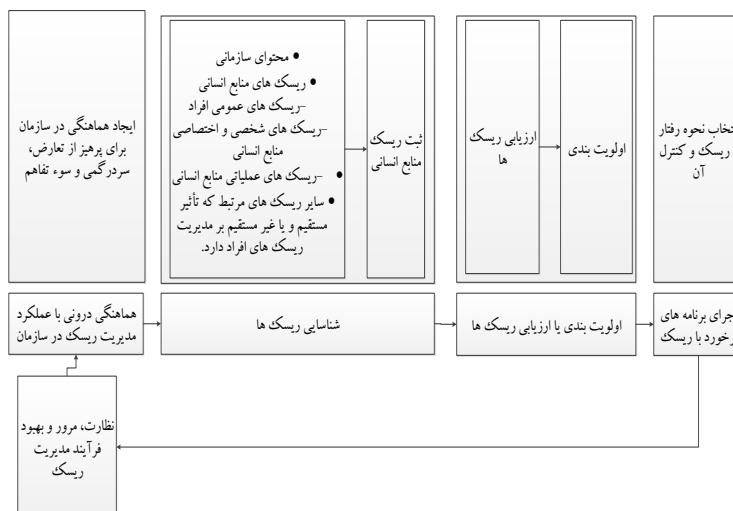 ایجاد هماهنگی در سازمان
برای پرهیز از تعارض،
سردرگمی و سوء تفاهم
• محتوای سازمانی
• ریسک های منابع انسانی
-ریسک های عمومی افراد
-ریسک های شخصی و اختصاصی
منابع انسانی
• -ریسک های عملیاتی منابع انسانی
• سایر ریسک های مرتبط که تأثیر
مستقیم و یا غیر مستقیم بر مدیریت
ریسک های افراد دارد.
ثبت ریسک
منابع انسانی
ارزیابی ریسک
ها
اولویت بندی
نحوه رفتار
ریسک و کنترل
آن
هماهنگی درونی با عملکرد
مدیریت ریسک در سازمان
شناسایی ریسک ها
اولویت بندی یا ارزیابی ریسک ها
برنامه های
با ریسک
نظارت، مرور و بهبود
فرآیند مدیریت
ریسک